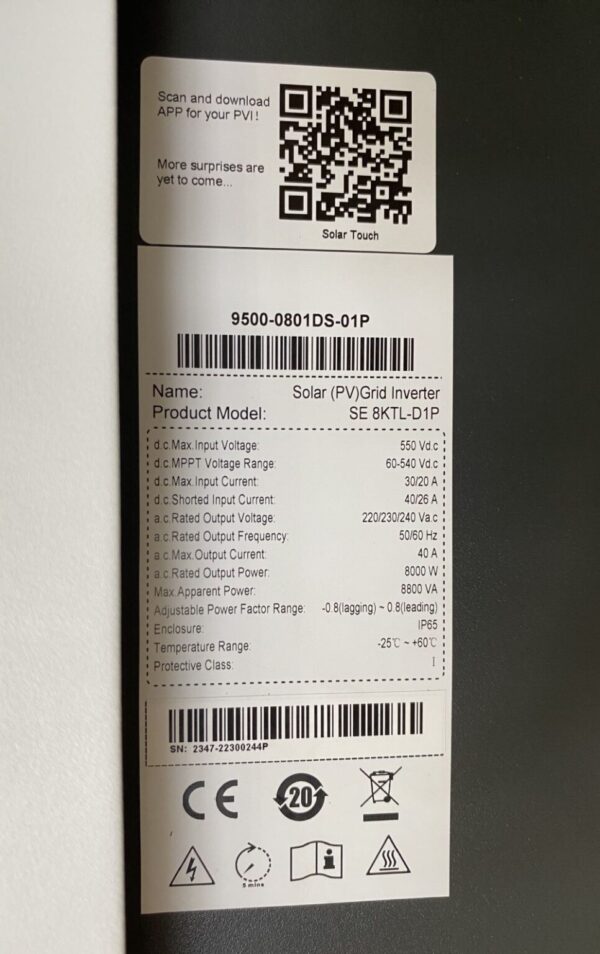 Scan and download
APP for your PVI !
More surprises are
yet to come...
Solar Touch
9500-0801DS-01P
Name: Solar (PV)Grid Inverter
Product Model: SE 8KTL-D1P
d.c.Max.Input Voltage: 550 Vd.c
d.c.MPPT Voltage Range: 60-540 Vd.c
d.c.Max.Input Current: 30/20 A
d.c.Shorted Input Current: 40/26 A
a.c.Rated Output Voltage: 220/230/240 Va.c
a.c.Rated Output Frequency: 50/60 Hz
a.c.Max.Output Current: 40 A
a.c.Rated Output Power: 8000 W
Max.Apparent Power: 8800 VA
Adjustable Power Factor Range: -0.8(lagging) ~ 0.8(leading)
Enclosure: IP65
Temperature Range: -25℃ ~ +60℃
Protective Class: I
SN: 2347-22300244P
CE 20
5 mins